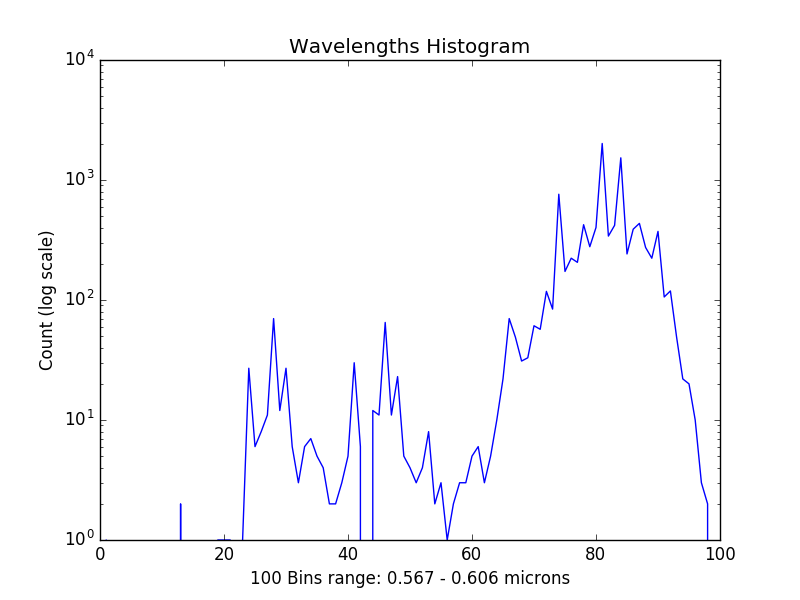 Wavelengths Histogram
10^4
10^3
10^2
10^1
10^0
Count (log scale)
0 20 40 60 80 100
100 Bins range: 0.567 - 0.606 microns